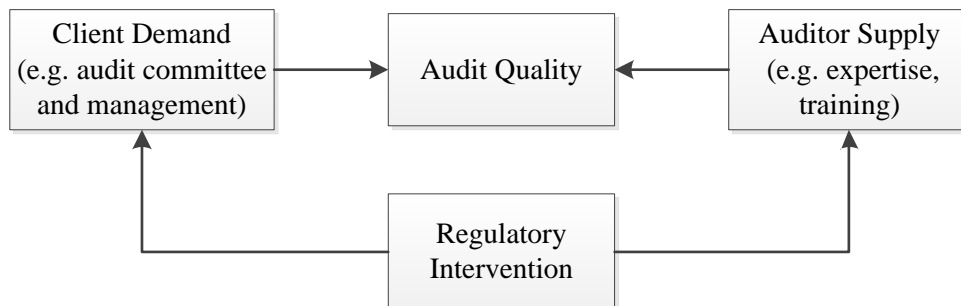 Client Demand
(e.g. audit committee
and management)
Audit Quality
Auditor Supply
(e.g. expertise,
training)
Regulatory
Intervention